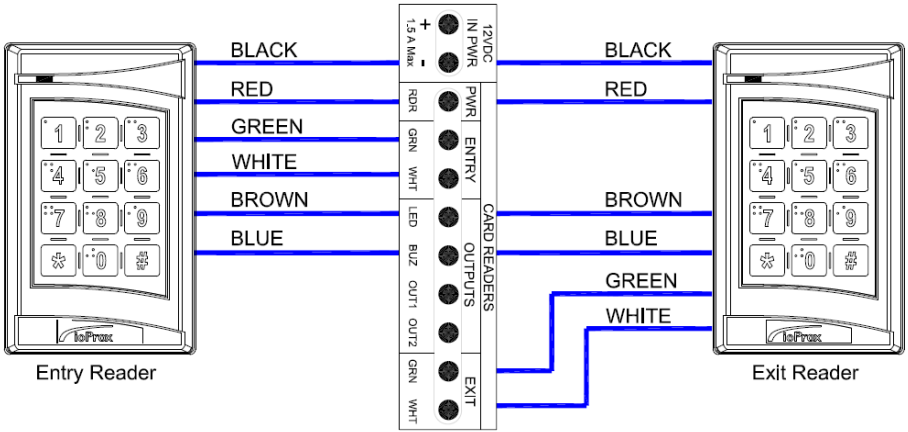 BLACK
RED
GREEN
WHITE
BROWN
BLUE
1 2 3
4 5 6
7 8 9
* 0 #
ioProx
Entry Reader
+
1.5 A Max
-
12VDC
IN PWR
RDR
PWR
GRN
WHT
ENTRY
LED
BUZ
OUT1
OUT2
OUTPUTS
CARD READERS
GRN
WHT
EXIT
BLACK
RED
BROWN
BLUE
GREEN
WHITE
1 2 3
4 5 6
7 8 9
* 0 #
ioProx
Exit Reader